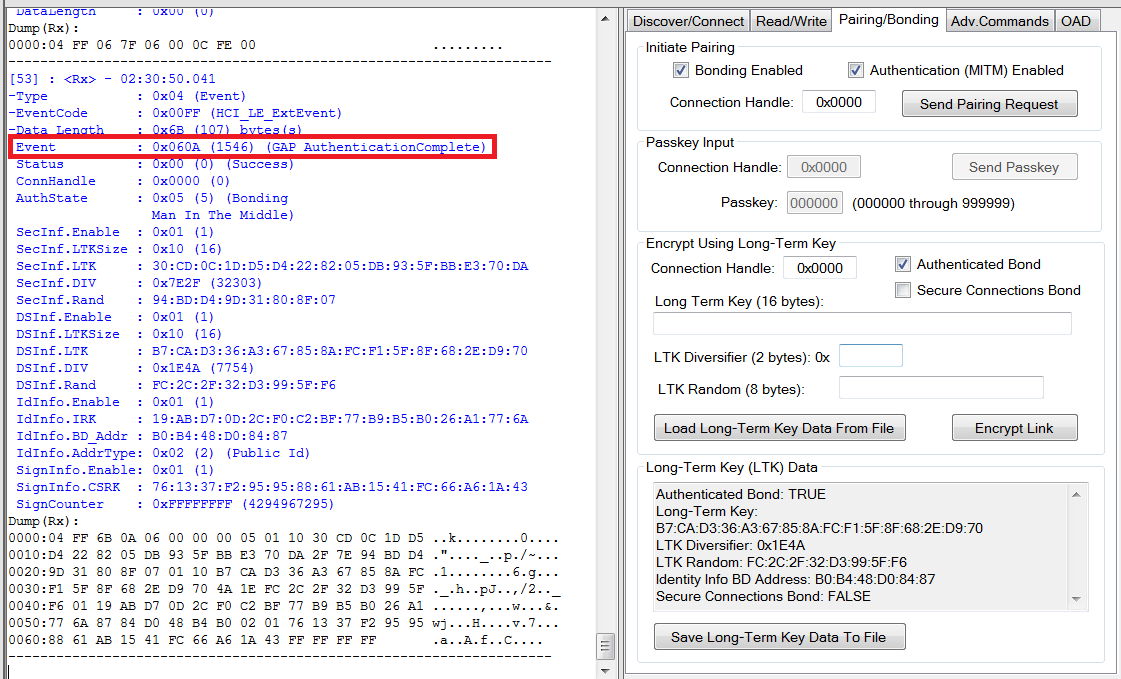 DataLength : 0x00 (0)
Dump(Rx):
0000:04 FF 06 7F 06 00 0C FE 00 .........
--------------------------------------------------------------------
[53] : <Rx> - 02:30:50.041
-Type : 0x04 (Event)
-EventCode : 0x00FF (HCI_LE_ExtEvent)
-Data Length : 0x6B (107) bytes(s)
Event : 0x060A (1546) (GAP_AuthenticationComplete)
Status : 0x00 (0) (Success)
ConnHandle : 0x0000 (0)
AuthState : 0x05 (5) (Bonding
Man In The Middle)
SecInf.Enable : 0x01 (1)
SecInf.LTKSize : 0x10 (16)
SecInf.LTK : 30:CD:0C:1D:D5:D4:22:82:05:DB:93:5F:BB:E3:70:DA
SecInf.DIV : 0x7E2F (32303)
SecInf.Rand : 94:BD:D4:9D:31:80:8F:07
DSInf.Enable : 0x01 (1)
DSInf.LTKSize : 0x10 (16)
DSInf.LTK : B7:CA:D3:36:A3:67:85:8A:FC:F1:5F:8F:68:2E:D9:70
DSInf.DIV : 0x1E4A (7754)
DSInf.Rand : FC:2C:2F:32:D3:99:5F:F6
IdInfo.Enable : 0x01 (1)
IdInfo.IRK : 19:AB:D7:0D:2C:F0:C2:BF:77:B9:B5:B0:26:A1:77:6A
IdInfo.BD_Addr : B0:B4:48:D0:84:87
IdInfo.AddrType: 0x02 (2) (Public Id)
SignInfo.Enable: 0x01 (1)
SignInfo.CSRK : 76:13:37:F2:95:95:88:61:AB:15:41:FC:66:A6:1A:43
SignCounter : 0xFFFFFFFF (4294967295)
Dump(Rx):
0000:04 FF 6B 0A 06 00 00 00 05 01 10 30 CD 0C 1D D5 ..k........0....
0010:D4 22 82 05 DB 93 5F BB E3 70 DA 2F 7E 94 BD D4 ."...._..p./~...
0020:9D 31 80 8F 07 01 10 B7 CA D3 36 A3 67 85 8A FC .1........6.g...
0030:F1 5F 8F 68 2E D9 70 4A 1E FC 2C 2F 32 D3 99 5F ._.h..pJ..,/2.._
0040:F6 01 19 AB D7 0D 2C F0 C2 BF 77 B9 B5 B0 26 A1 ......,...w...&.
0050:77 6A 87 84 D0 48 B4 B0 02 01 76 13 37 F2 95 95 wj...H....v.7...
0060:88 61 AB 15 41 FC 66 A6 1A 43 FF FF FF FF .a..A.f..C....
--------------------------------------------------------------------
Discover/Connect Read/Write Pairing/Bonding Adv.Commands OAD
Initiate Pairing
Bonding Enabled Authentication (MITM) Enabled
Connection Handle: 0x0000 Send Pairing Request
Passkey Input
Connection Handle: 0x0000 Send Passkey
Passkey: 000000 (000000 through 999999)
Encrypt Using Long-Term Key
Connection Handle: 0x0000 Authenticated Bond
Secure Connections Bond
Long Term Key (16 bytes):
LTK Diversifier (2 bytes): 0x
LTK Random (8 bytes):
Load Long-Term Key Data From File Encrypt Link
Long-Term Key (LTK) Data
Authenticated Bond: TRUE
Long-Term Key:
B7:CA:D3:36:A3:67:85:8A:FC:F1:5F:8F:68:2E:D9:70
LTK Diversifier: 0x1E4A
LTK Random: FC:2C:2F:32:D3:99:5F:F6
Identity Info BD Address: B0:B4:48:D0:84:87
Secure Connections Bond: FALSE
Save Long-Term Key Data To File